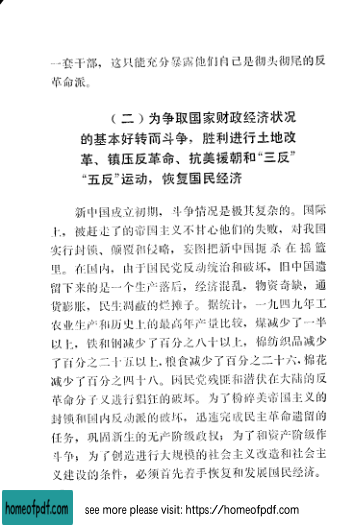 一套干部，这只能充分暴露他们自己是彻头彻尾的反
革命派。
（二）为争取国家财政经济状况
的基本好转而斗争，胜利进行土地改
革、镇压反革命、抗美援朝和“三反”
“五反”运动，恢复国民经济
新中国成立初期，斗争情况是极其复杂的。国际
上，被赶走了的帝国主义不甘心他们的失败，对我国
实行封锁、颠覆和侵略，妄图把新中国扼杀在摇篮
里。在国内，由于国民党反动统治和破坏，旧中国遗
留下来的是一个生产落后，经济混乱，物资奇缺，通
货膨胀，民生凋蔽的烂摊子。据统计，一九四九年工
农业生产和历史上的最高年产量比较，煤减少了一半
以上，铁和钢减少了百分之八十以上，棉纺织品减少
了百分之二十五以上，粮食减少了百分之二十六，棉花
减少了百分之四十八。国民党残匪和潜伏在大陆的反
革命分子又进行猖狂的破坏。为了粉碎美帝国主义的
封锁和国内反动派的破坏，迅速完成民主革命遗留的
任务，巩固新生的无产阶级政权；为了和资产阶级作
斗争；为了创造进行大规模的社会主义改造和社会主
义建设的条件，必须首先着手恢复和发展国民经济。
homeofpdf.com see more please visit: https://homeofpdf.com